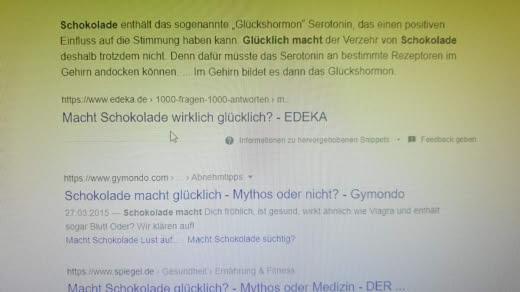 Schokolade enthält das sogenannte „Glückshormon" Serotonin, das einen positiven
Einfluss auf die Stimmung haben kann. Glücklich macht der Verzehr von Schokolade
deshalb trotzdem nicht. Denn dafür müsste das Serotonin an bestimmte Rezeptoren im
Gehirn andocken können. ... Im Gehirn bildet es dann das Glückshormon.
https://www.edeka.de › 1000-fragen-1000-antworten › m...
Macht Schokolade wirklich glücklich? - EDEKA
Informationen zu hervorgehobenen Snippets • Feedback geben
https://www.gymondo.com › ... › Abnehmtipps
Schokolade macht glücklich - Mythos oder nicht? - Gymondo
27.03.2015 — Schokolade macht Dich fröhlich, ist gesund, wirkt ähnlich wie Viagra und enthält
sogar Blut! Oder? Wir klären auf!
Macht Schokolade Lust auf... · Macht Schokolade süchtig?
https://www.spiegel.de › Gesundheit › Ernährung & Fitness
Schokolade macht glücklich - Mythos oder Medizin - DER ...